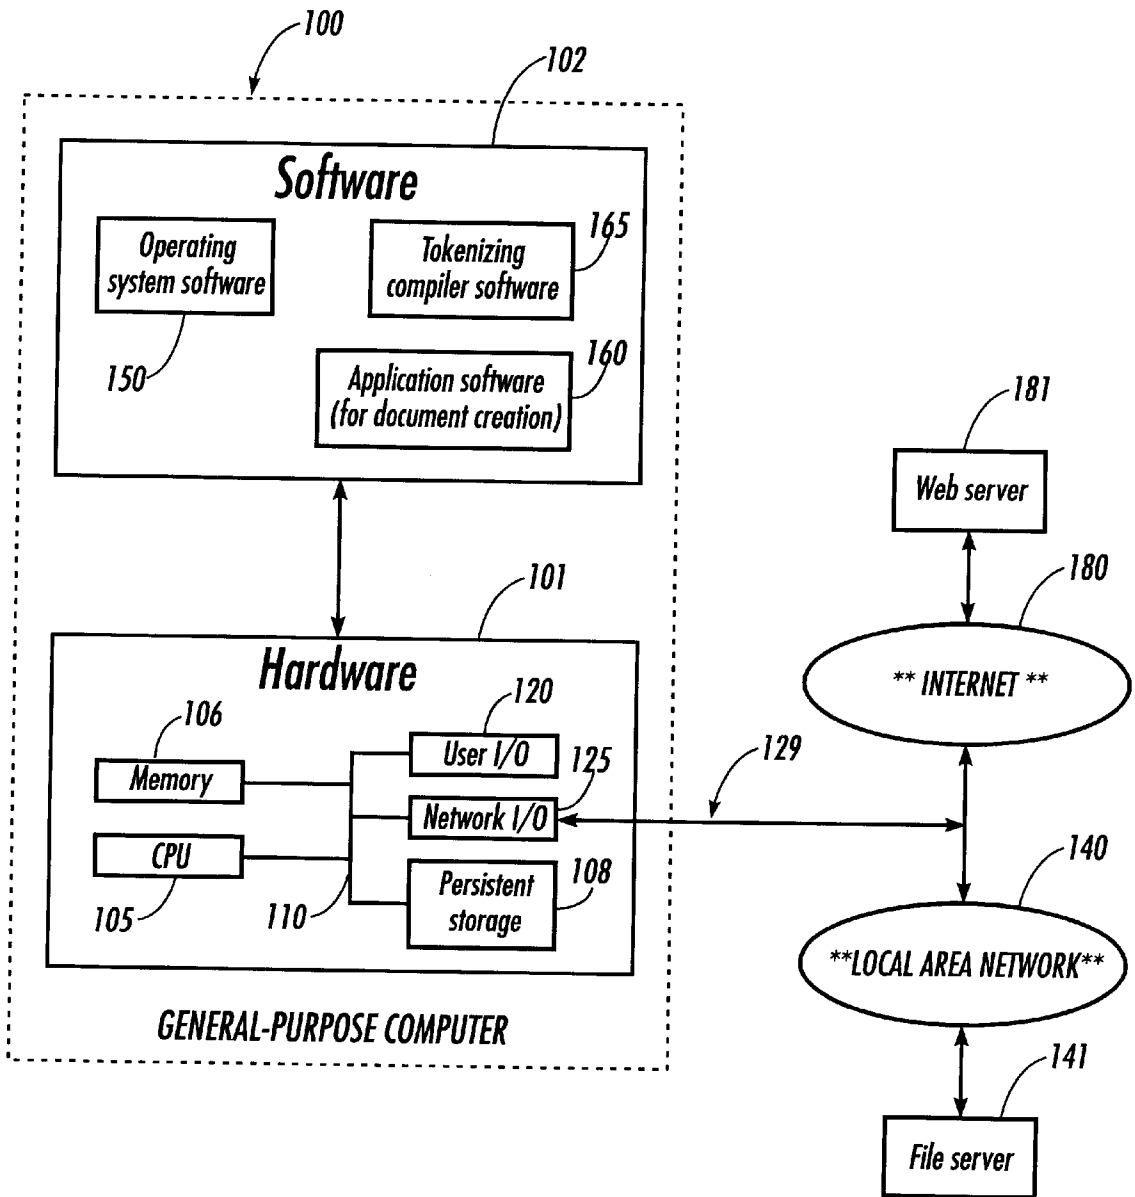 100
102
Software
Operating
system software
150
Tokenizing
compiler software
165
Application software
(for document creation)
160
101
Hardware
106
Memory
CPU
105
110
120
User I/O
125
Network I/O
Persistent
storage
108
GENERAL-PURPOSE COMPUTER
129
181
Web server
180
** INTERNET **
140
**LOCAL AREA NETWORK**
141
File server